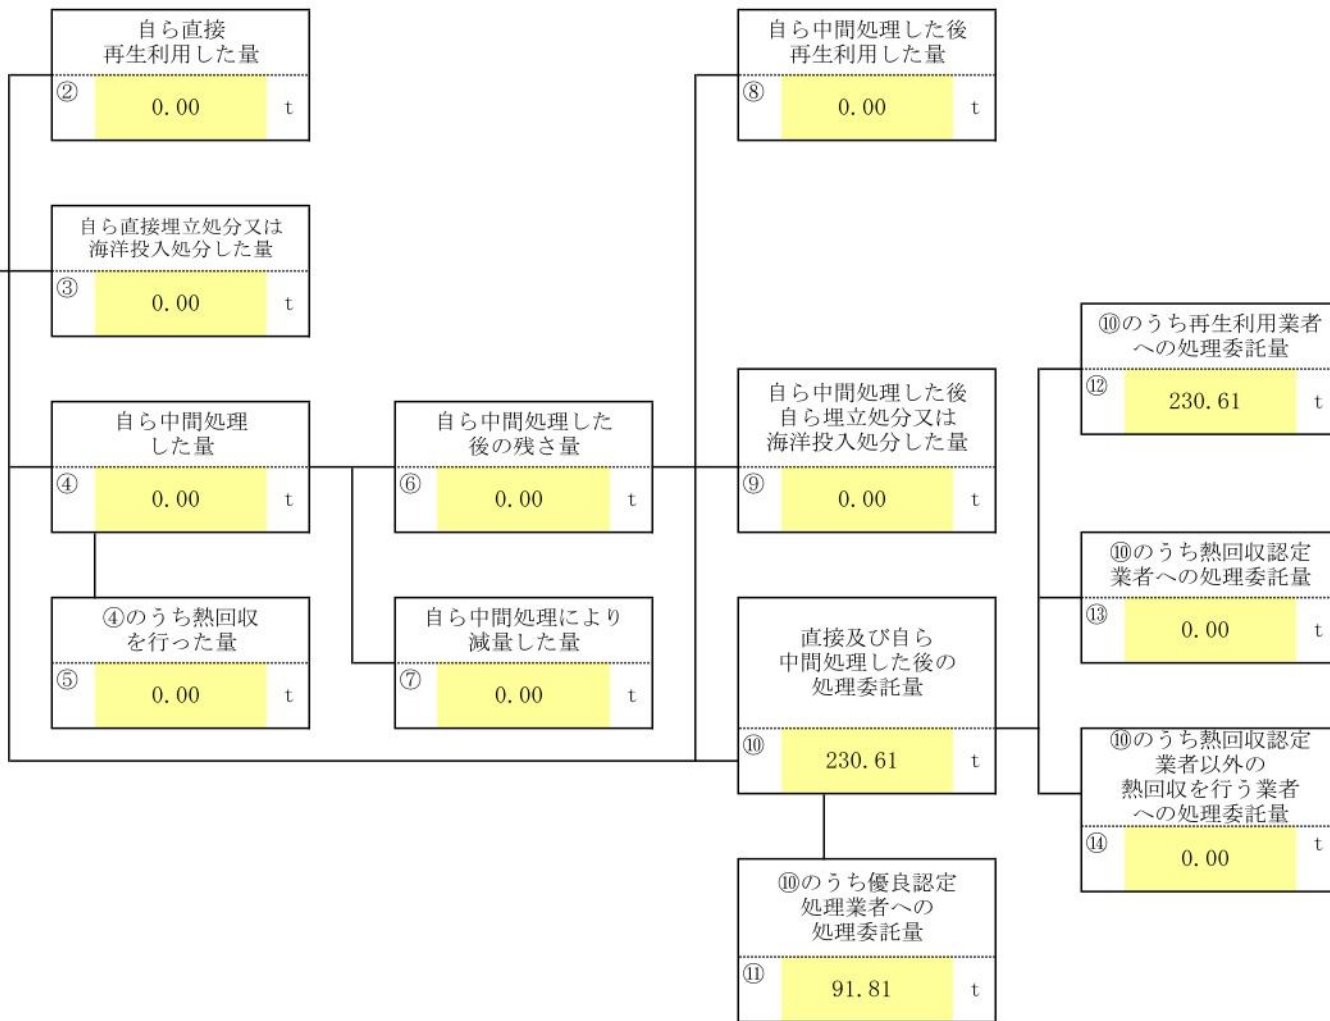 自ら直接
再生利用した量
② 0.00 t
自ら中間処理した後
再生利用した量
⑧ 0.00 t
自ら直接埋立処分又は
海洋投入処分した量
③ 0.00 t
⑩のうち再生利用業者
への処理委託量
⑫ 230.61 t
自ら中間処理
した量
④ 0.00 t
自ら中間処理した
後の残さ量
⑥ 0.00 t
自ら中間処理した後
自ら埋立処分又は
海洋投入処分した量
⑨ 0.00 t
⑩のうち熱回収認定
業者への処理委託量
⑬ 0.00 t
④のうち熱回収
を行った量
⑤ 0.00 t
自ら中間処理により
減量した量
⑦ 0.00 t
直接及び自ら
中間処理した後の
処理委託量
⑩ 230.61 t
⑩のうち熱回収認定
業者以外の
熱回収を行う業者
への処理委託量
⑭ 0.00 t
⑩のうち優良認定
処理業者への
処理委託量
⑪ 91.81 t